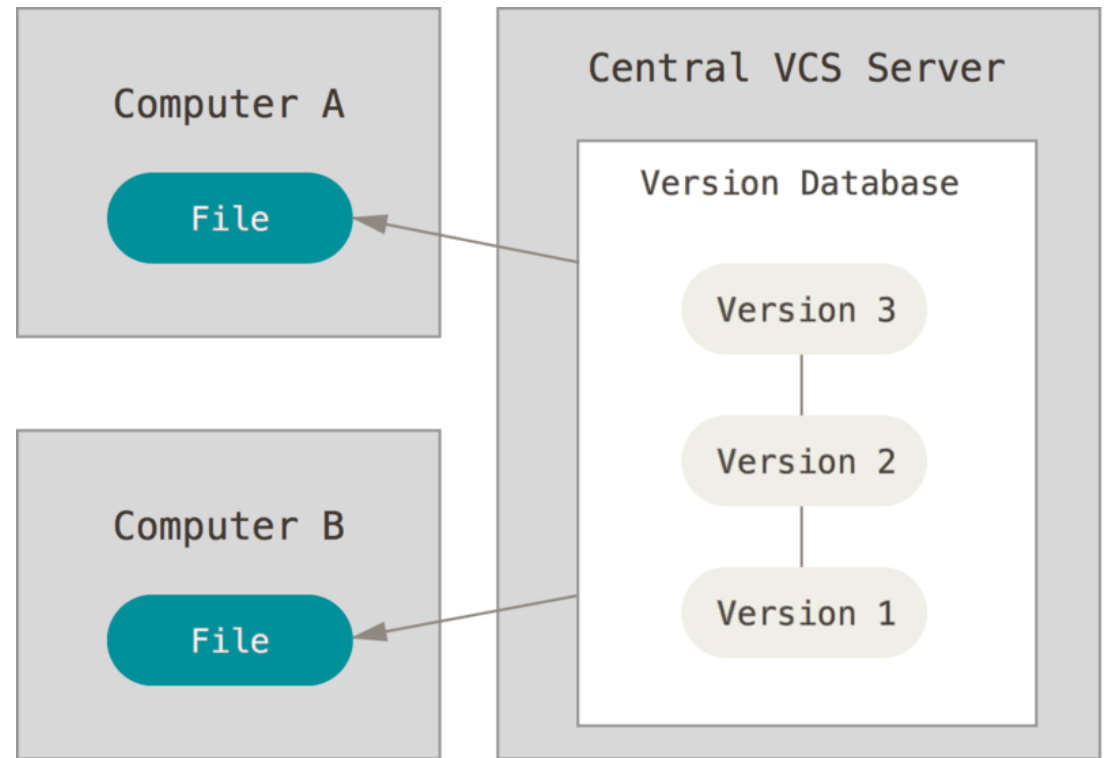 Computer A
File
Computer B
File
Central VCS Server
Version Database
Version 3
Version 2
Version 1